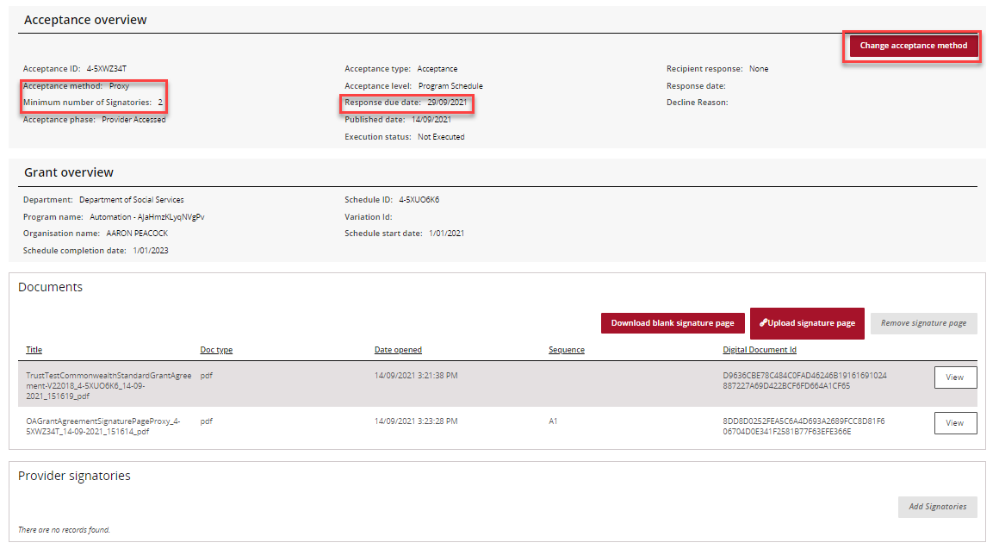 Acceptance overview
Change acceptance method
Acceptance ID: 4-5XWZ34T
Acceptance type: Acceptance
Recipient response: None
Acceptance method: Proxy
Acceptance level: Program Schedule
Response date:
Minimum number of Signatories: 2
Response due date: 29/09/2021
Decline Reason:
Acceptance phase: Provider Accessed
Published date: 14/09/2021
Execution status: Not Executed
Grant overview
Department: Department of Social Services
Schedule ID: 4-5XUO6K6
Program name: Automation - AJaHmzKLyqNVgPv
Variation Id:
Organisation name: AARON PEACOCK
Schedule start date: 1/01/2021
Schedule completion date: 1/01/2023
Documents
Download blank signature page
Upload signature page
Remove signature page
Title Doc type Date opened Sequence Digital Document Id
TrustTestCommonwealthStandardGrantAgree
ment-V22018_4-5XUO6K6_14-09-
2021_151619_pdf
pdf
14/09/2021 3:21:38 PM
D9636CBE78C484C0FAD46246B19161691024
887227A69D422BCF6FD664A1CF65
View
OAGrantAgreementSignaturePageProxy_4-
5XWZ34T_14-09-2021_151614_pdf
pdf
14/09/2021 3:23:28 PM
A1
8DD8D0252FEA5C6A4D693A2689FCC8D81F6
06704D0E341F2581B77F63EFE366E
View
Provider signatories
Add Signatories
There are no records found.